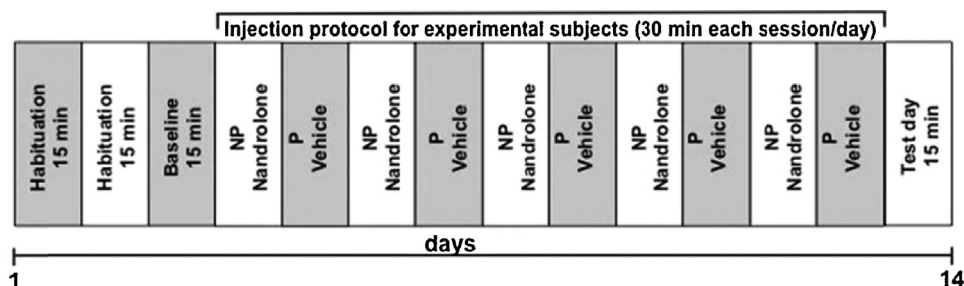 Injection protocol for experimental subjects (30 min each session/day)
Habituation
15 min
Habituation
15 min
Baseline
15 min
NP
Nandrolone
P
Vehicle
NP
Nandrolone
P
Vehicle
NP
Nandrolone
P
Vehicle
NP
Nandrolone
P
Vehicle
NP
Nandrolone
P
Vehicle
Test day
15 min
days
1
14